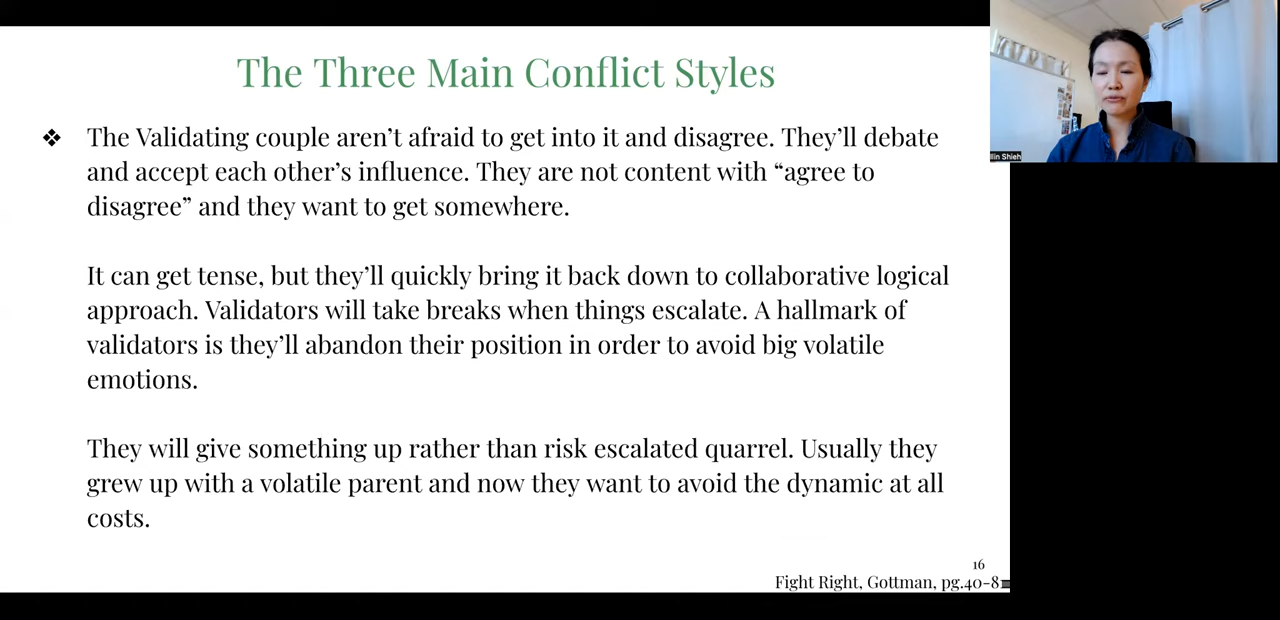 The Three Main Conflict Styles
❖ The Validating couple aren’t afraid to get into it and disagree. They’ll debate
and accept each other’s influence. They are not content with “agree to
disagree” and they want to get somewhere.
It can get tense, but they’ll quickly bring it back down to collaborative logical
approach. Validators will take breaks when things escalate. A hallmark of
validators is they’ll abandon their position in order to avoid big volatile
emotions.
They will give something up rather than risk escalated quarrel. Usually they
grew up with a volatile parent and now they want to avoid the dynamic at all
costs.
16
Fight Right, Gottman, pg.40-8
Shieh